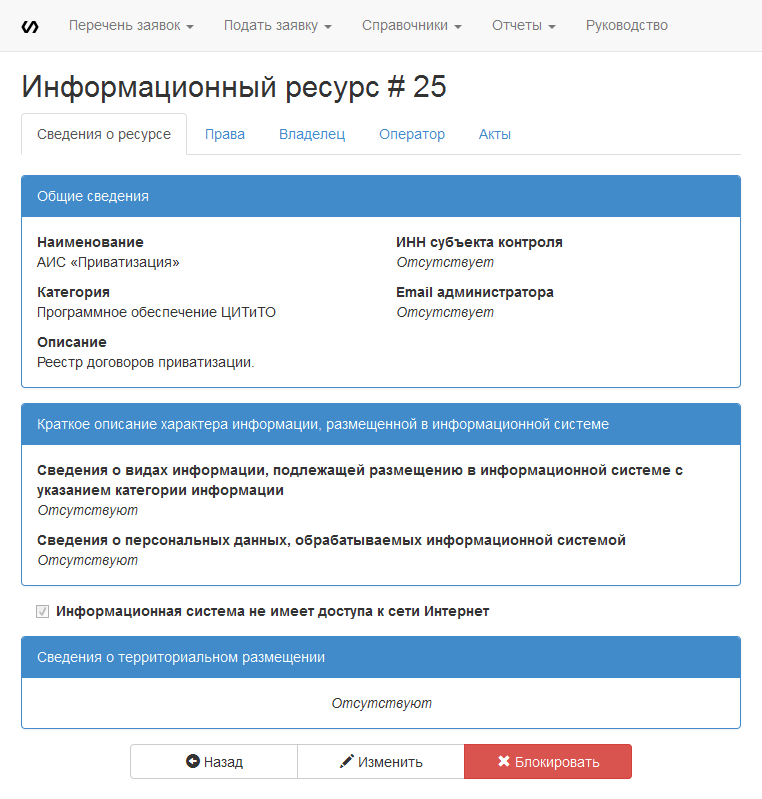 Перечень заявок Подать заявку Справочники Отчеты Руководство
Информационный ресурс # 25
Сведения о ресурсе Права Владелец Оператор Акты
Общие сведения
Наименование
АИС «Приватизация»
ИНН субъекта контроля
Отсутствует
Категория
Программное обеспечение ЦИТиТО
Email администратора
Отсутствует
Описание
Реестр договоров приватизации.
Краткое описание характера информации, размещенной в информационной системе
Сведения о видах информации, подлежащей размещению в информационной системе с
указанием категории информации
Отсутствуют
Сведения о персональных данных, обрабатываемых информационной системой
Отсутствуют
Информационная система не имеет доступа к сети Интернет
Сведения о территориальном размещении
Отсутствуют
Назад Изменить Блокировать